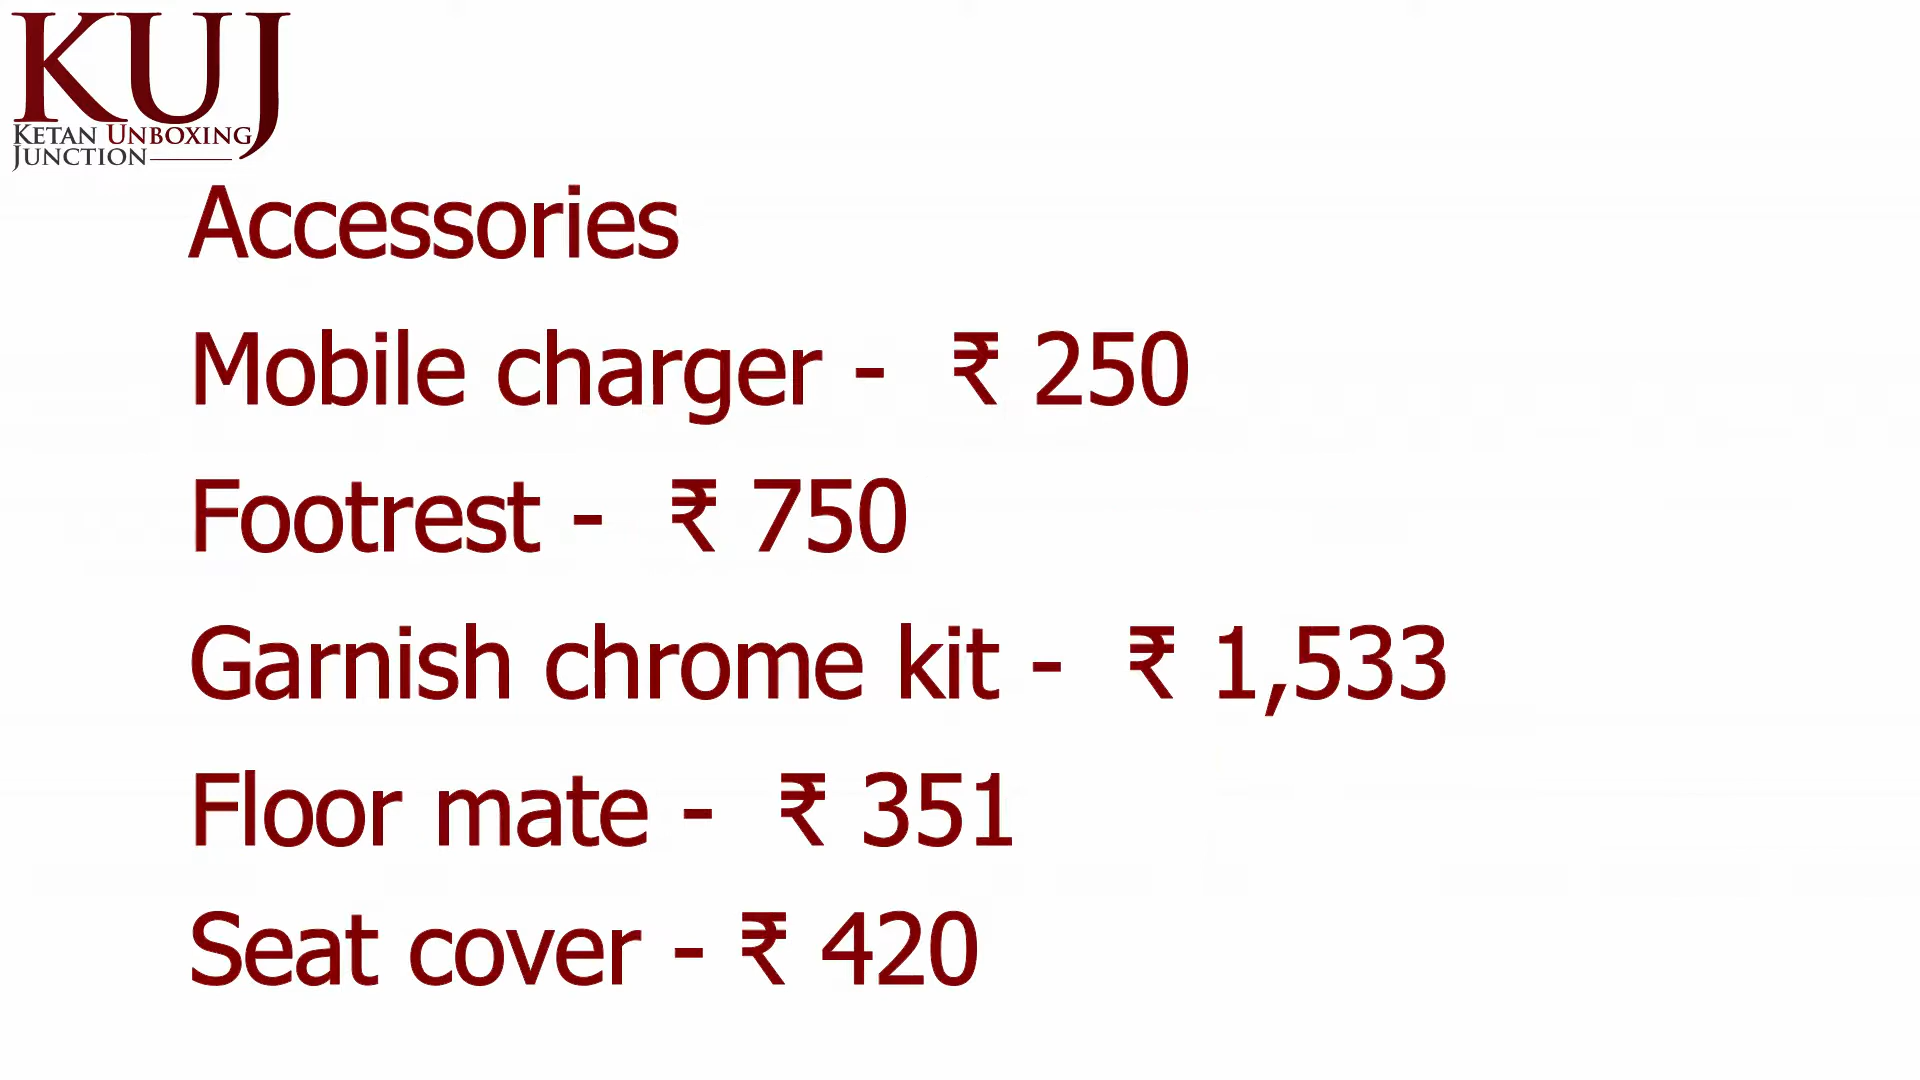 KUJ
KETAN UNBOXING
JUNCTION
Accessories
Mobile charger - ₹ 250
Footrest - ₹ 750
Garnish chrome kit - ₹ 1,533
Floor mate - ₹ 351
Seat cover - ₹ 420